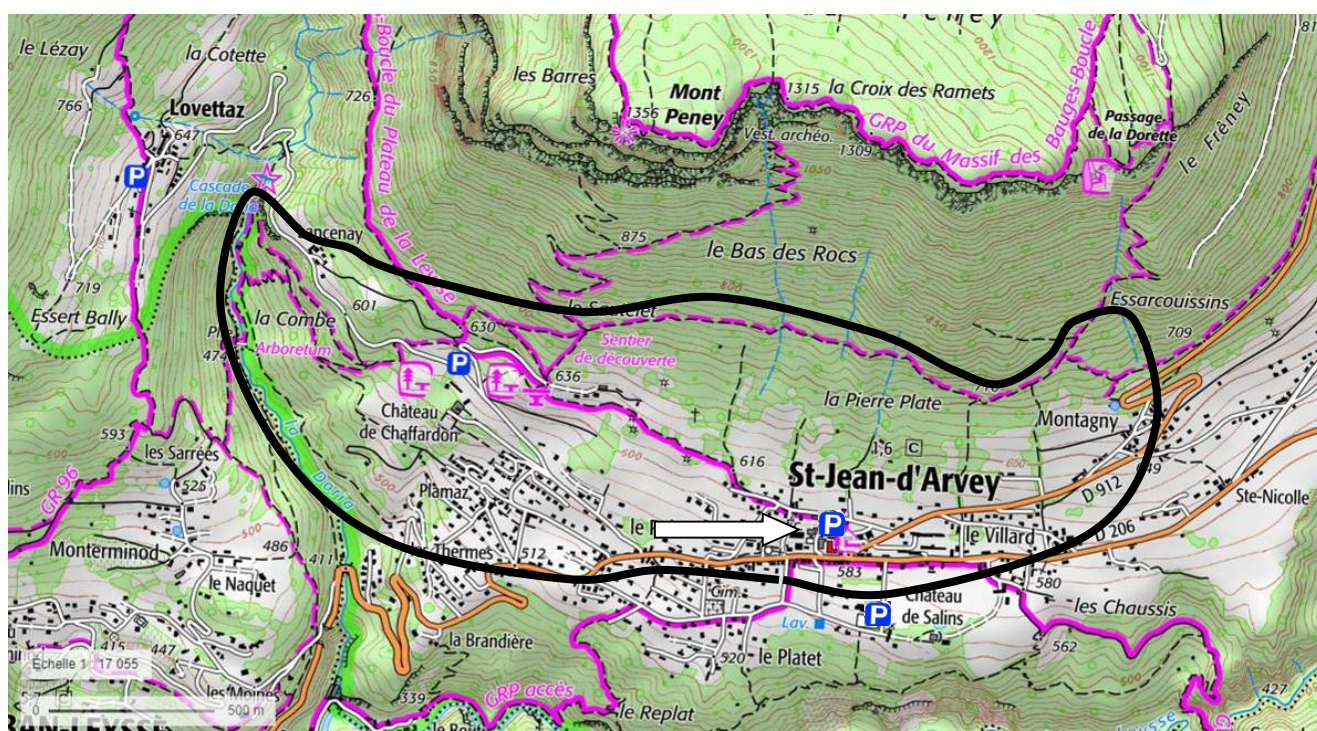 le Lézay
la Cotette
766
Lovettaz
647
726
P
Boucle du Plateau de la Leysse
les Barres
Mont
Peney
1356
1315
la Croix des Ramets
Vest. archéo.
1309
GRP du Massif des Bauges-Boucle
Passage
de la Dorette
le Fréney
1300
1000
1100
Cascade
719
Essert Bally
875
le Bas des Rocs
601
la Combe
Arboretum
474
630
P
Sentier
de découverte
636
Essarcouissins
709
la Pierre Plate
Montagny
Château
de Chaffardon
593
les Sarrées
525
GR 96
la Doria
Plamaz
616
St-Jean-d'Arvey
P
D 912
Ste-Nicolle
D 206
le Villard
Monterminod
486
411
Thermes
512
le Naquet
583
580
Gim.
P
Château
de Salins
Lav.
les Chaussis
la Brandière
520
le Platet
562
415
447
Echelle 1 : 17 055
les Moines
339
GRP accès
le Replat
427
0
500 m